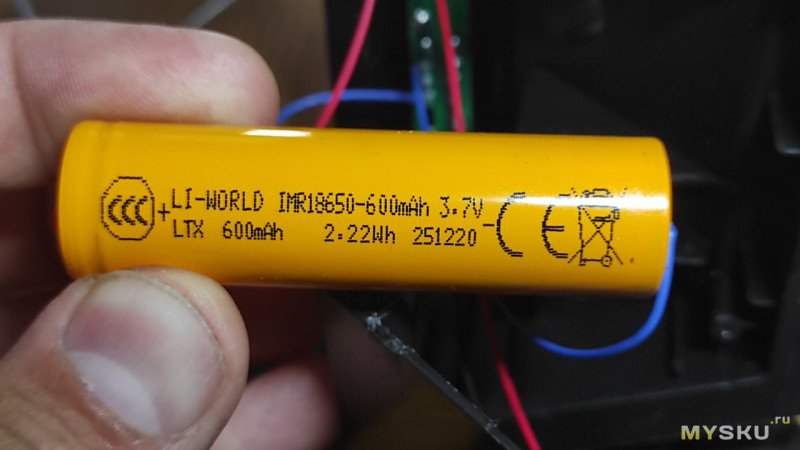 CCC
+ LI-WORLD IMR18650-600mAh 3.7V -
LTX 600mAh 2.22Wh 251220
CE
MYSKU.ru